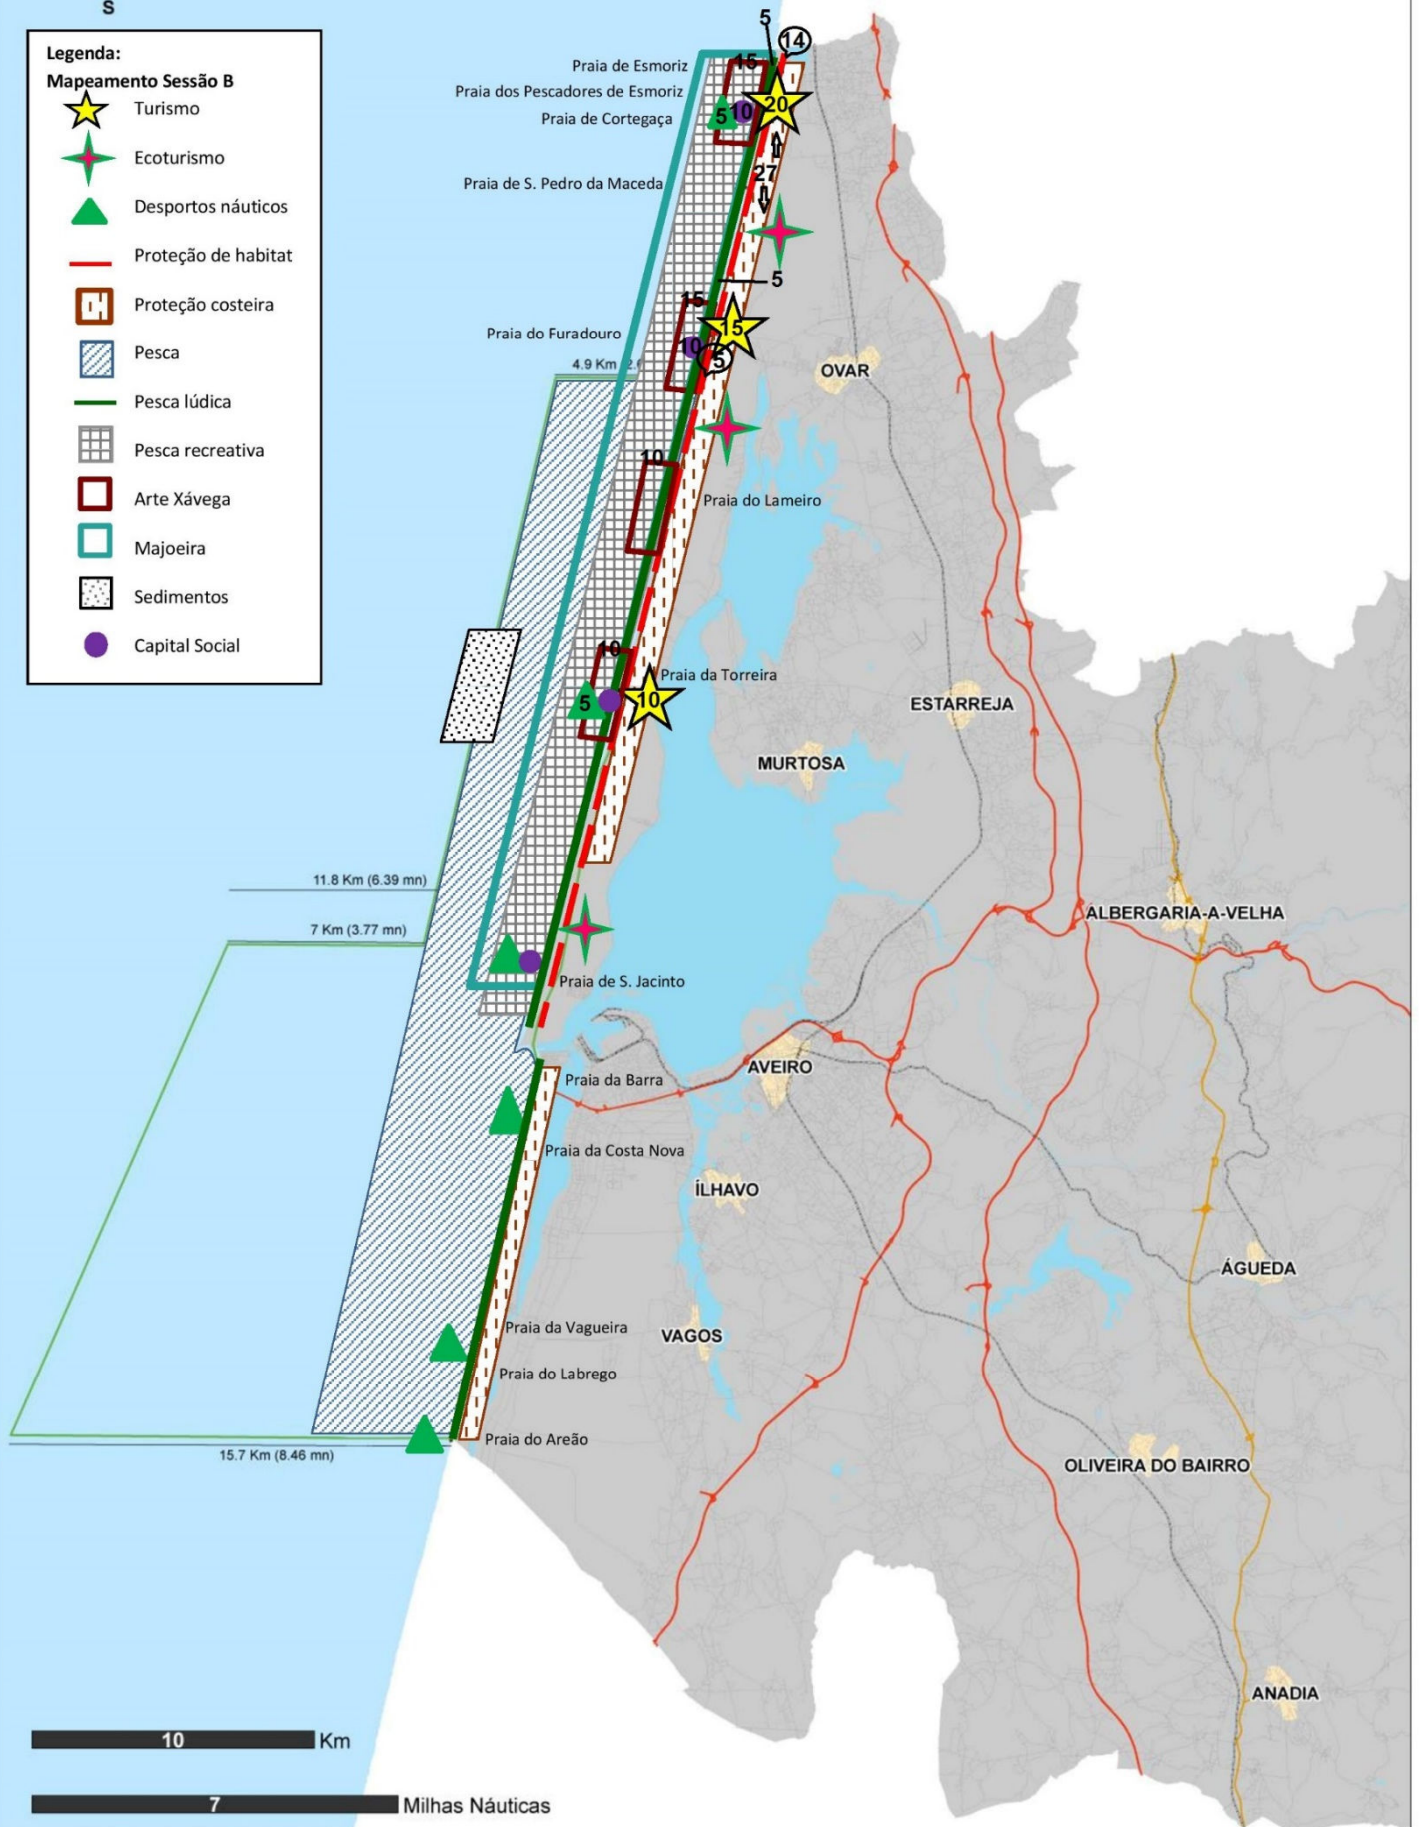 S
Legenda:
Mapeamento Sessão B
Turismo
Ecoturismo
Desportos náuticos
Proteção de habitat
Proteção costeira
Pesca
Pesca lúdica
Pesca recreativa
Arte Xávega
Majoeira
Sedimentos
Capital Social
5
14
15
Praia de Esmoriz
Praia dos Pescadores de Esmoriz
Praia de Cortegaça
5
10
20
27
Praia de S. Pedro da Maceda
5
15
15
Praia do Furadouro
10
5
4.9 Km
OVAR
10
Praia do Lameiro
10
Praia da Torreira
5
10
ESTARREJA
MURTOSA
11.8 Km (6.39 mn)
ALBERGARIA-A-VELHA
7 Km (3.77 mn)
Praia de S. Jacinto
AVEIRO
Praia da Barra
Praia da Costa Nova
ÍLHAVO
ÁGUEDA
Praia da Vagueira
VAGOS
Praia do Labrego
Praia do Areão
15.7 Km (8.46 mn)
OLIVEIRA DO BAIRRO
ANADIA
10 Km
7 Milhas Náuticas